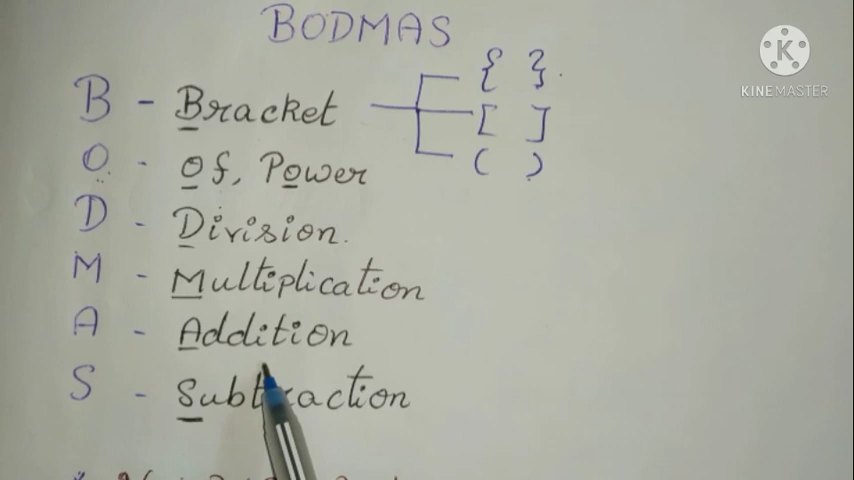 BODMAS
B - Bracket { }
[ ]
( )
O - Of, Power
D - Division.
M - Multiplication
A - Addition
S - Subtraction
K
KINEMASTER